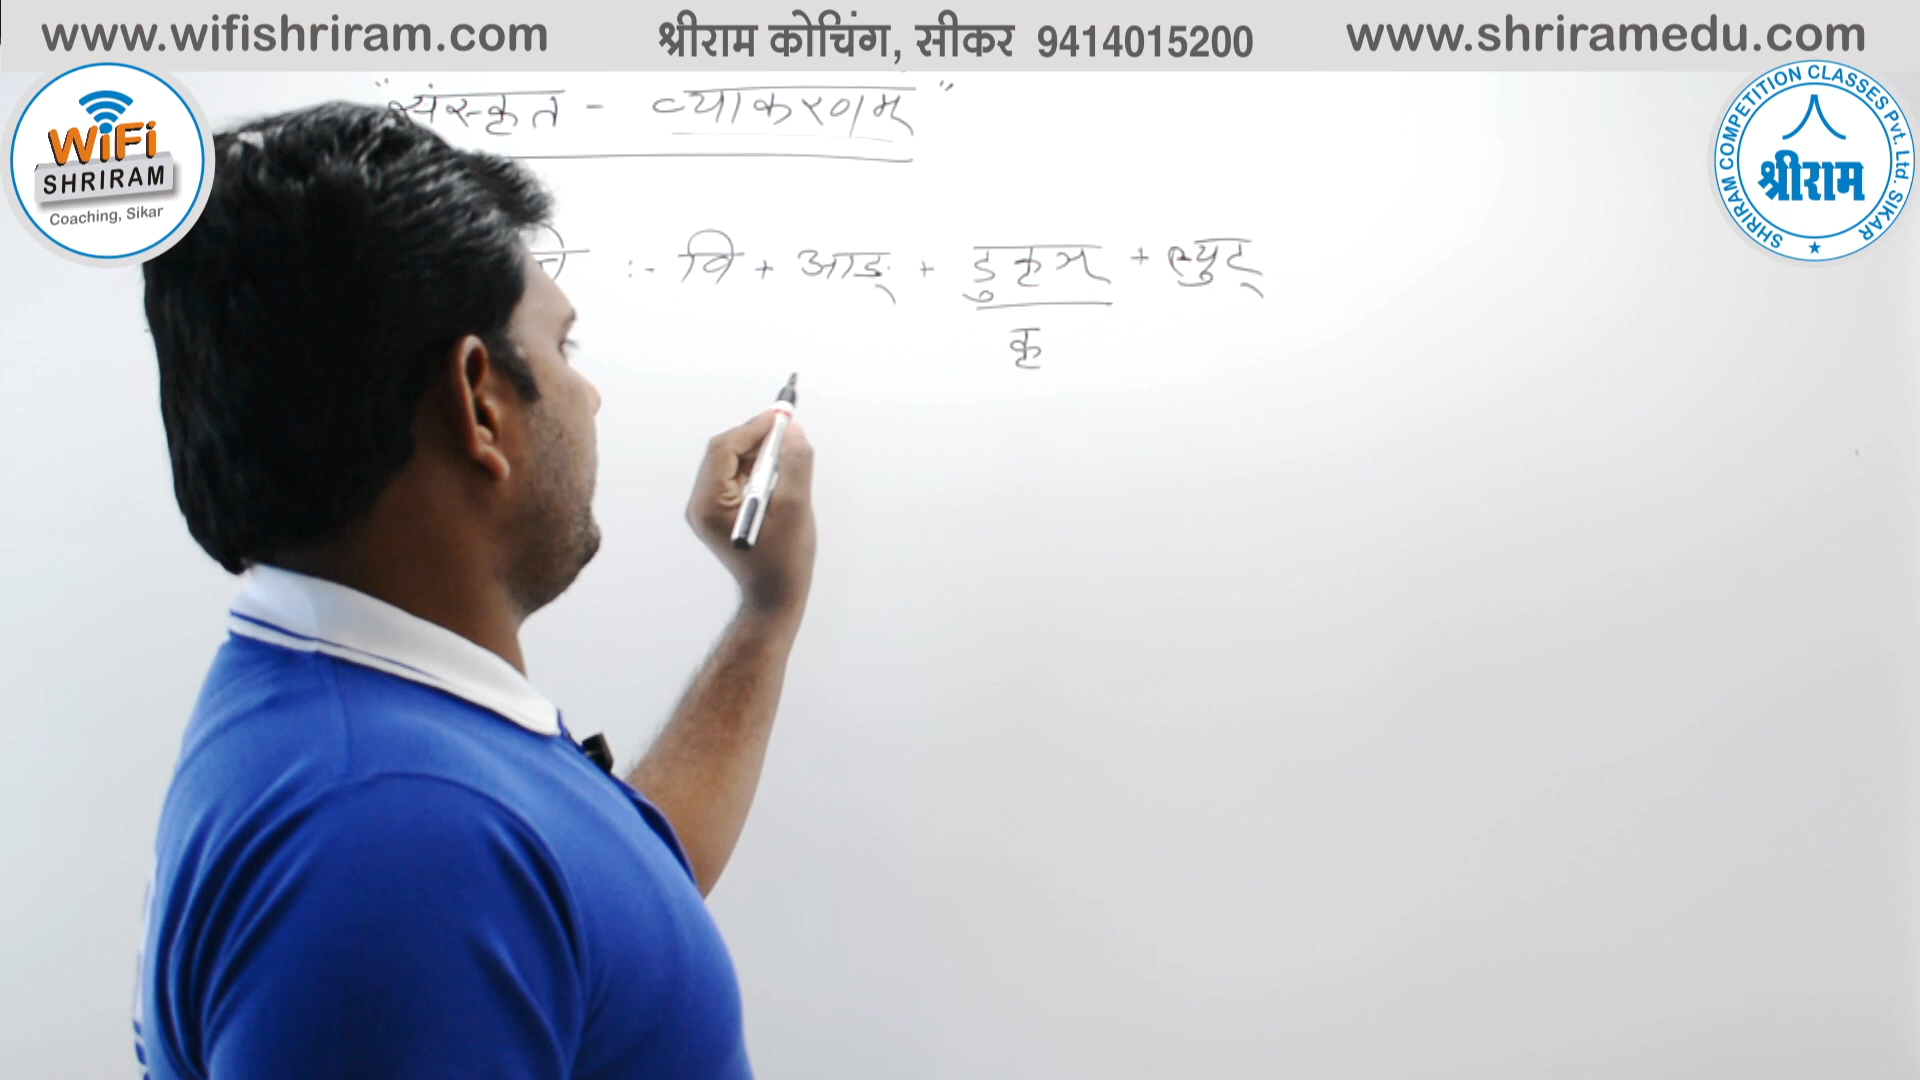 www.wifishriram.com श्रीराम कोचिंग, सीकर 9414015200 www.shriramedu.com
WiFi
SHRIRAM
Coaching, Sikar
SHRIRAM COMPETITION CLASSES Pvt. Ltd. SIKAR
श्रीराम
"संस्कृत - व्याकरणम्"
:- वि + आङ् + डुकृञ् + ल्युट्
कृ